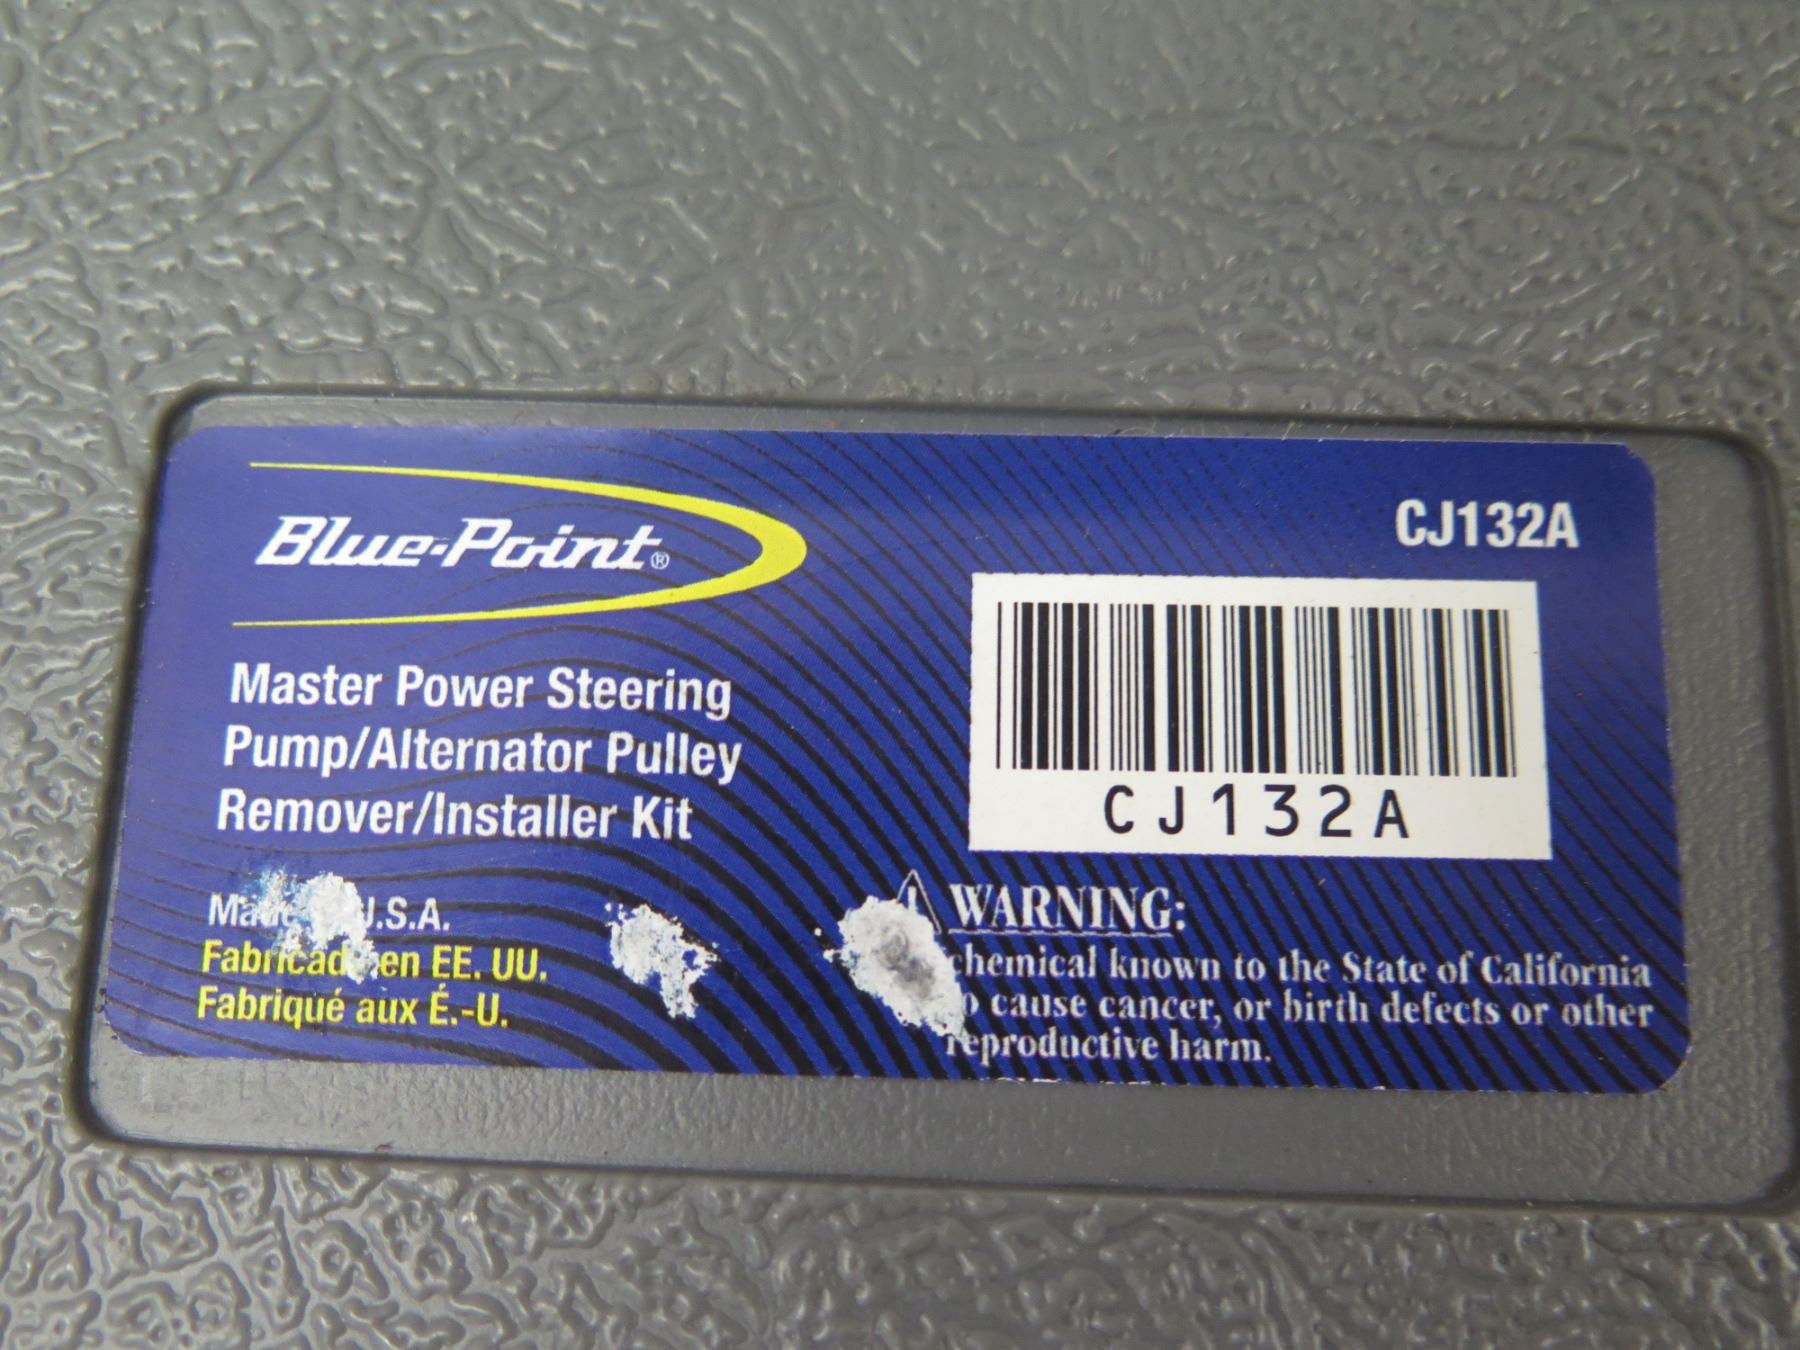 Blue-Point®
CJ132A
Master Power Steering
Pump/Alternator Pulley
Remover/Installer Kit
CJ132A
U.S.A.
en EE. UU.
Fabriqué aux É.-U.
WARNING:
chemical known to the State of California
cause cancer, or birth defects or other
reproductive harm.